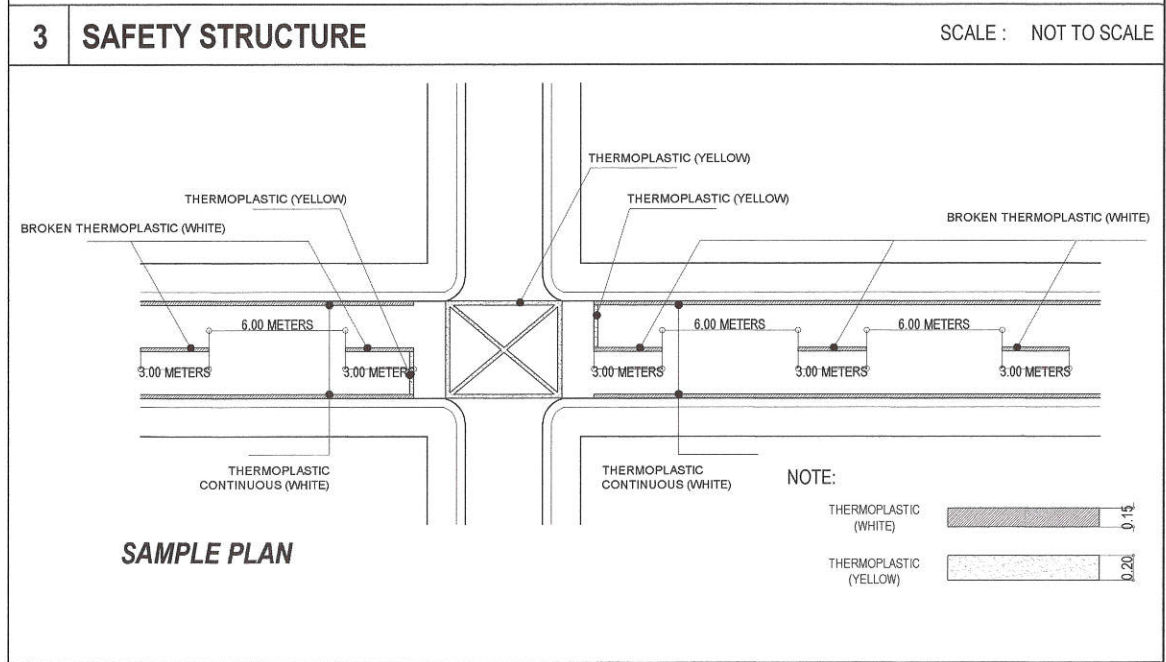 3 SAFETY STRUCTURE
SCALE : NOT TO SCALE
THERMOPLASTIC (YELLOW)
THERMOPLASTIC (YELLOW)
THERMOPLASTIC (YELLOW)
BROKEN THERMOPLASTIC (WHITE)
BROKEN THERMOPLASTIC (WHITE)
6.00 METERS
6.00 METERS
6.00 METERS
3.00 METERS
3.00 METERS
3.00 METERS
3.00 METERS
3.00 METERS
THERMOPLASTIC
CONTINUOUS (WHITE)
THERMOPLASTIC
CONTINUOUS (WHITE)
NOTE:
THERMOPLASTIC
(WHITE)
0.15
THERMOPLASTIC
(YELLOW)
0.20
SAMPLE PLAN